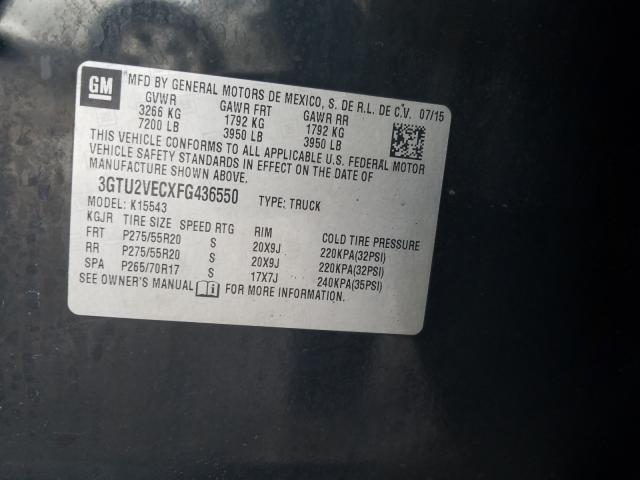 GM
MFD BY GENERAL MOTORS DE MEXICO, S. DE R.L. DE C.V. 07/15
GVWR GAWR FRT GAWR RR
3266 KG 1792 KG 1792 KG
7200 LB 3950 LB 3950 LB
THIS VEHICLE CONFORMS TO ALL APPLICABLE U.S. FEDERAL MOTOR
VEHICLE SAFETY STANDARDS IN EFFECT ON THE DATE OF
MANUFACTURE SHOWN ABOVE.
3GTU2VECXFG436550
MODEL: K15543 TYPE: TRUCK
KGJR TIRE SIZE SPEED RTG RIM COLD TIRE PRESSURE
FRT P275/55R20 S 20X9J 220KPA(32PSI)
RR P275/55R20 S 20X9J 220KPA(32PSI)
SPA P265/70R17 S 17X7J 240KPA(35PSI)
SEE OWNER'S MANUAL i FOR MORE INFORMATION.